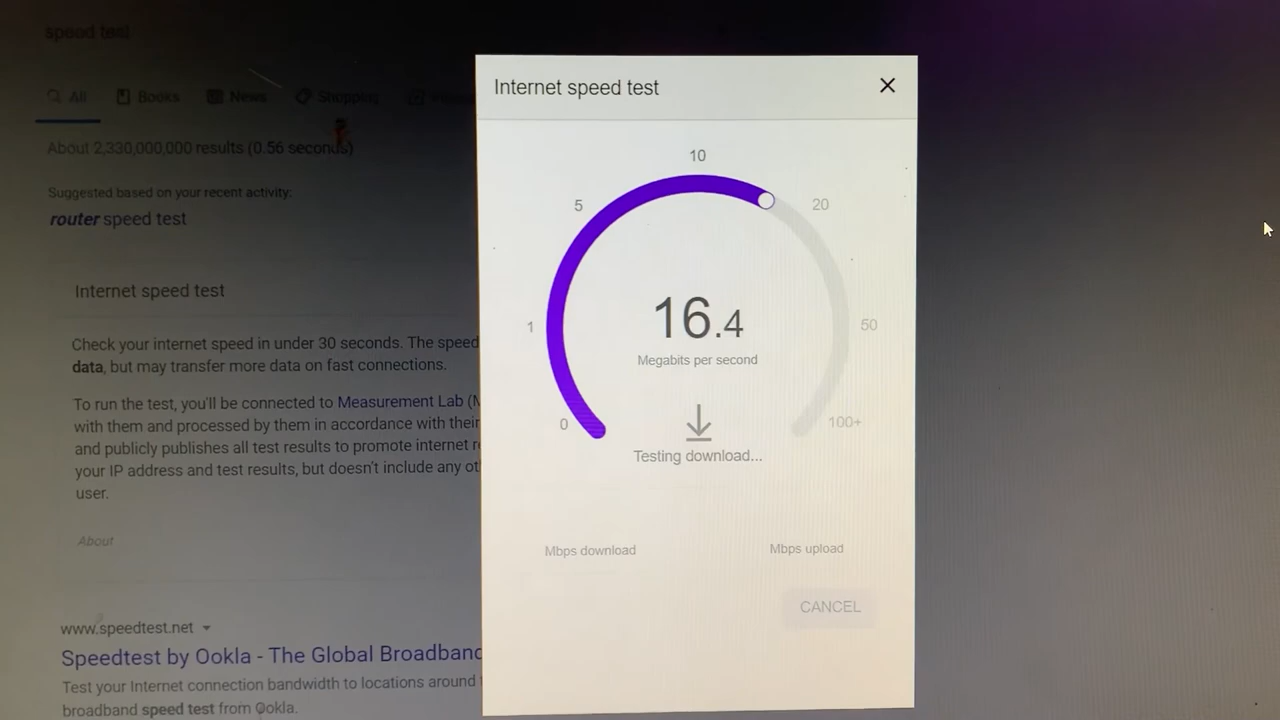 speed test
All Books News Shopping
About 2,330,000,000 results (0.56 seconds)
Suggested based on your recent activity:
router speed test
Internet speed test
Check your internet speed in under 30 seconds. The speed
data, but may transfer more data on fast connections.
To run the test, you'll be connected to Measurement Lab (M
with them and processed by them in accordance with their
and publicly publishes all test results to promote internet r
your IP address and test results, but doesn't include any ot
user.
About
www.speedtest.net
Speedtest by Ookla - The Global Broadband
Test your Internet connection bandwidth to locations around
broadband speed test from Ookla.
Internet speed test
10
5
20
1
50
0
100+
16.4
Megabits per second
Testing download...
Mbps download
Mbps upload
CANCEL